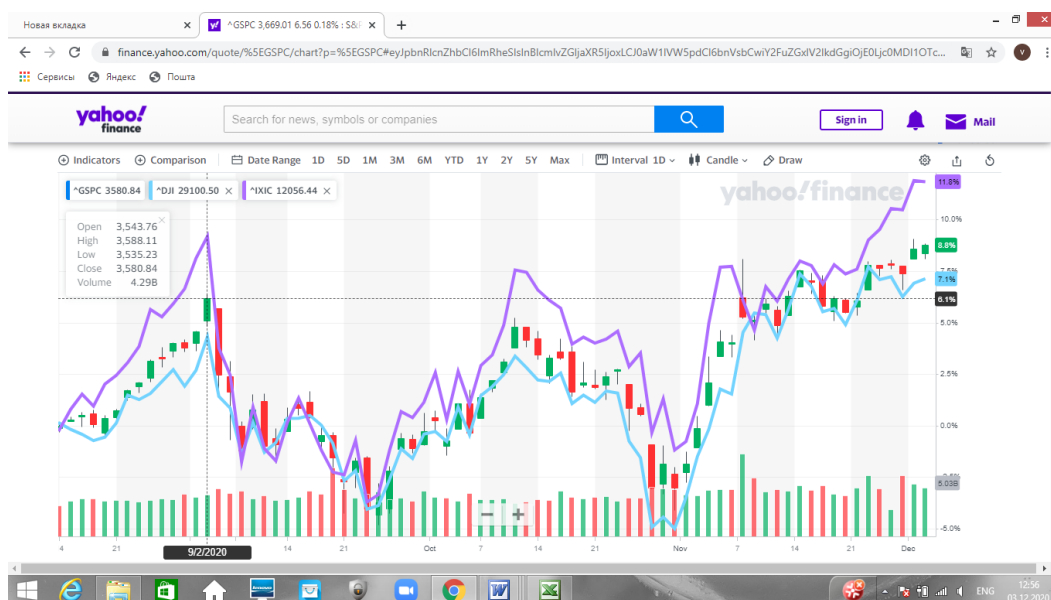 Новая вкладка
^GSPC 3,669.01 6.56 0.18% : S&
finance.yahoo.com/quote/%5EGSPC/chart?p=%5EGSPC#eyJpbnRlcnZhbCI6ImRheSIsInBlcmlvZGljaXR5IjoxLCJ0aW1lVW5pdCI6bnVsbCwiY2FuZGxlV2lkdGgiOjE0Ljc0MDI1OTc...
V
Сервисы Яндекс Почта
yahoo!
finance
Search for news, symbols or companies
Sign in
Mail
Indicators Comparison Date Range 1D 5D 1M 3M 6M YTD 1Y 2Y 5Y Max Interval 1D Candle Draw
^GSPC 3580.84 ^DJI 29100.50 × ^IXIC 12056.44 ×
yahoo!finance
Open 3,543.76
High 3,588.11
Low 3,535.23
Close 3,580.84
Volume 4.29B
11.8%
10.0%
8.8%
7.5%
7.1%
6.1%
5.0%
2.5%
0.0%
5.03B
-5.0%
4 21 9/2/2020 14 21 Oct 7 14 21 Nov 7 14 21 Dec
ENG
12:56
03.12.2020